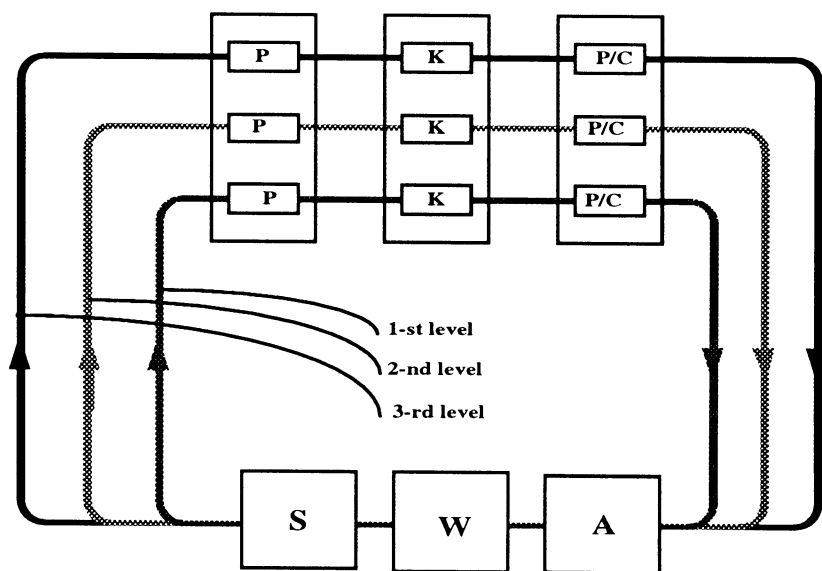 P K P/C
P K P/C
P K P/C
1-st level
2-nd level
3-rd level
S W A